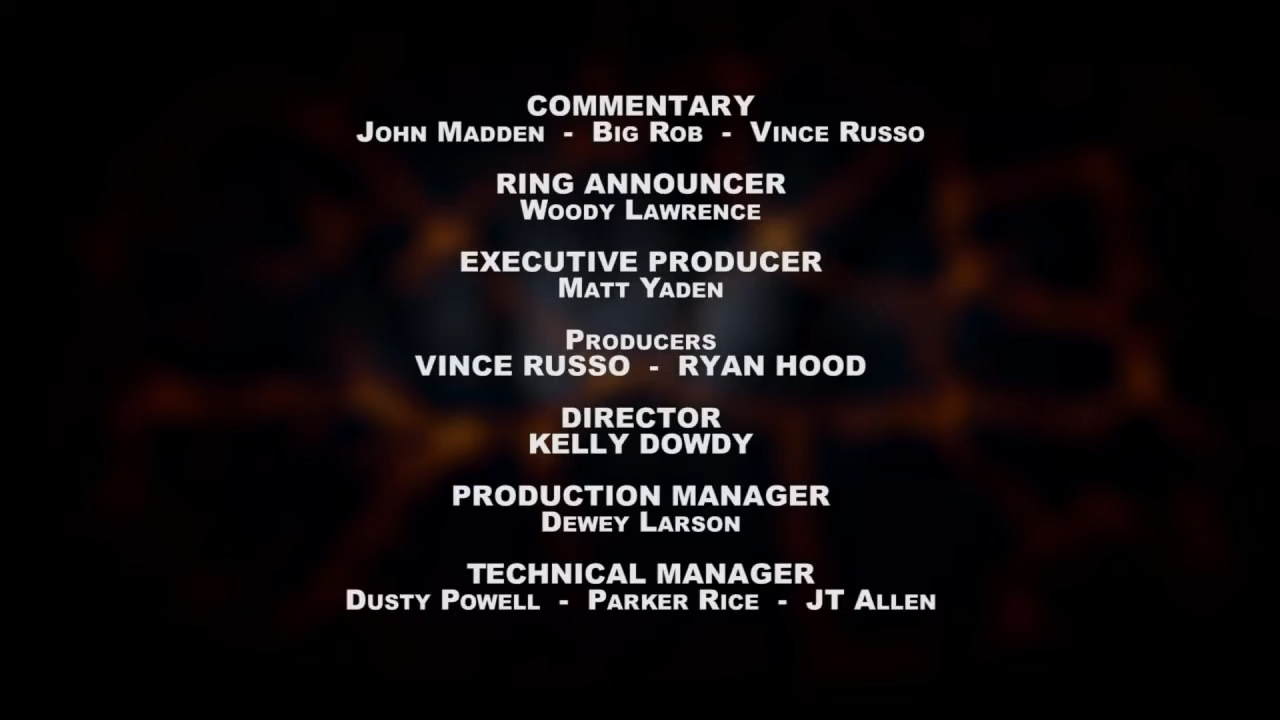 COMMENTARY
John Madden - Big Rob - Vince Russo
RING ANNOUNCER
Woody Lawrence
EXECUTIVE PRODUCER
Matt Yaden
Producers
VINCE RUSSO - RYAN HOOD
DIRECTOR
KELLY DOWDY
PRODUCTION MANAGER
Dewey Larson
TECHNICAL MANAGER
Dusty Powell - Parker Rice - JT Allen